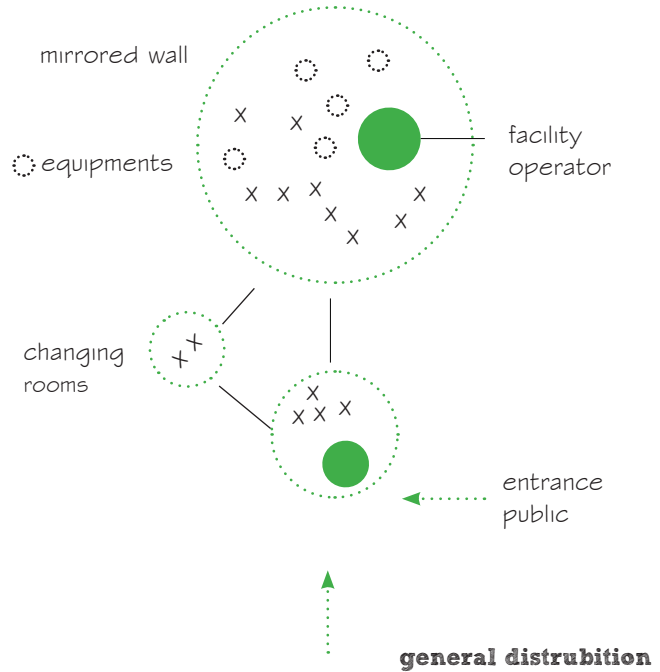 mirrored wall
facility
operator
equipments
changing
rooms
entrance
public
general distrubition